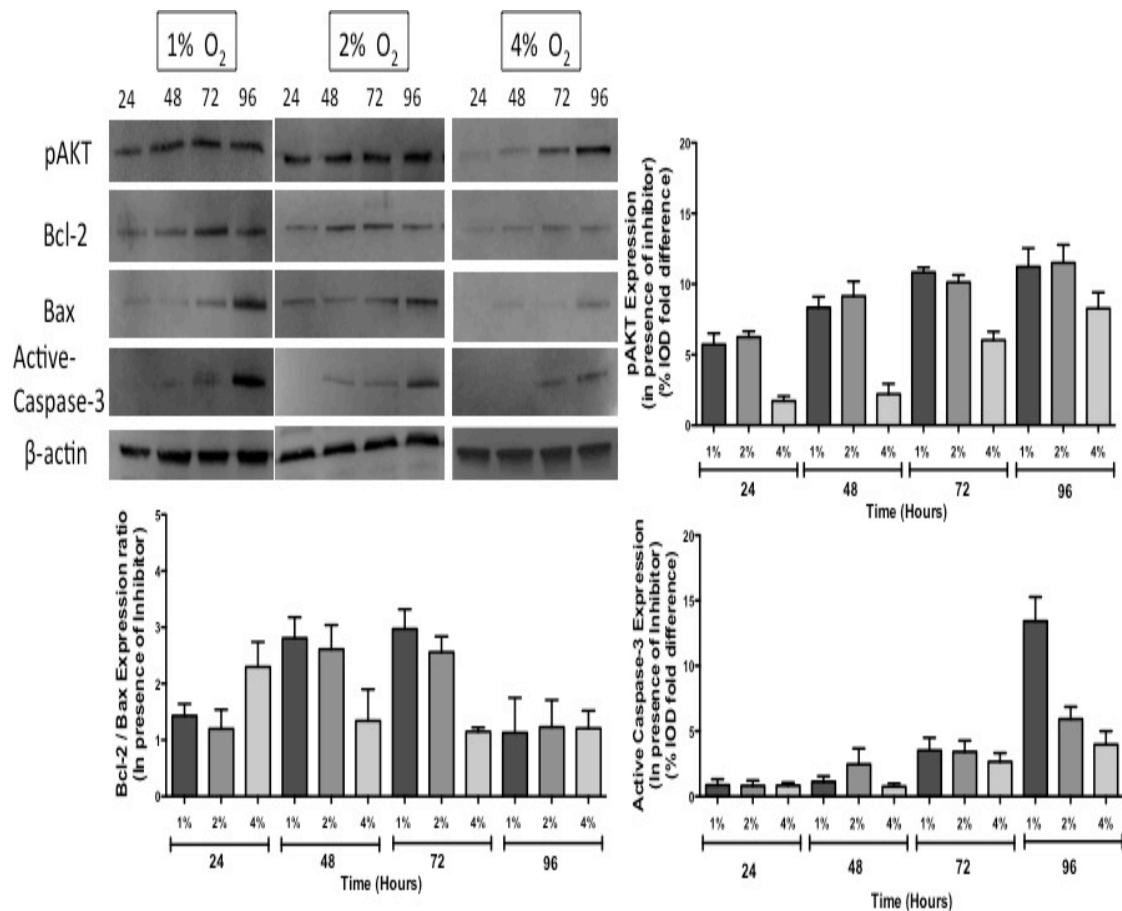 1% O2
2% O2
4% O2
24 48 72 96
24 48 72 96
24 48 72 96
pAKT
Bcl-2
Bax
Active-
Caspase-3
β-actin
pAKT Expression
(in presence of inhibitor)
(% IOD fold difference)
20
15
10
5
0
1% 2% 4% 1% 2% 4% 1% 2% 4% 1% 2% 4%
24 48 72 96
Time (Hours)
Bcl-2 / Bax Expression ratio
(In presence of Inhibitor)
5
4
3
2
1
0
1% 2% 4% 1% 2% 4% 1% 2% 4% 1% 2% 4%
24 48 72 96
Time (Hours)
Active Caspase-3 Expression
(In presence of Inhibitor)
(% IOD fold difference)
20
15
10
5
0
1% 2% 4% 1% 2% 4% 1% 2% 4% 1% 2% 4%
24 48 72 96
Time (Hours)